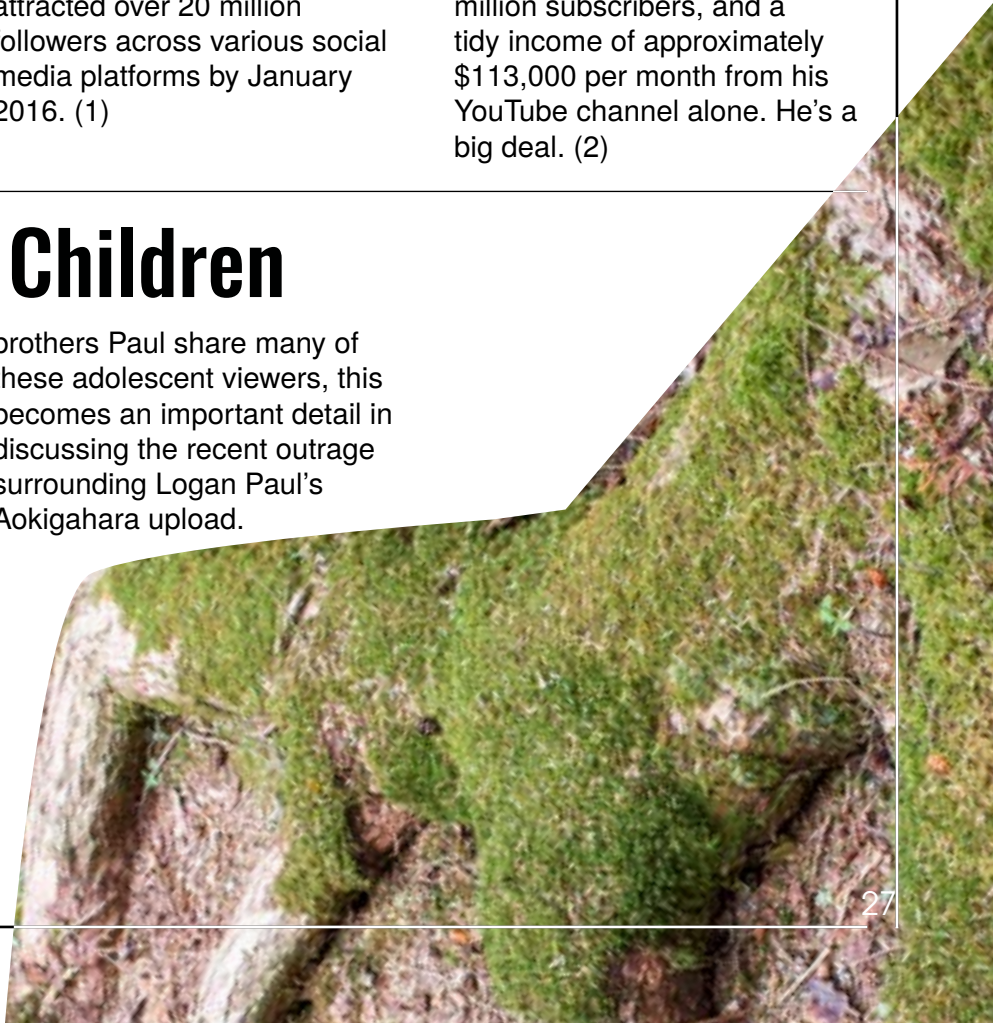 attracted over 20 million
followers across various social
media platforms by January
2016. (1)
million subscribers, and a
tidy income of approximately
$113,000 per month from his
YouTube channel alone. He's a
big deal. (2)
Children
brothers Paul share many of
these adolescent viewers, this
becomes an important detail in
discussing the recent outrage
surrounding Logan Paul's
Aokigahara upload.
27